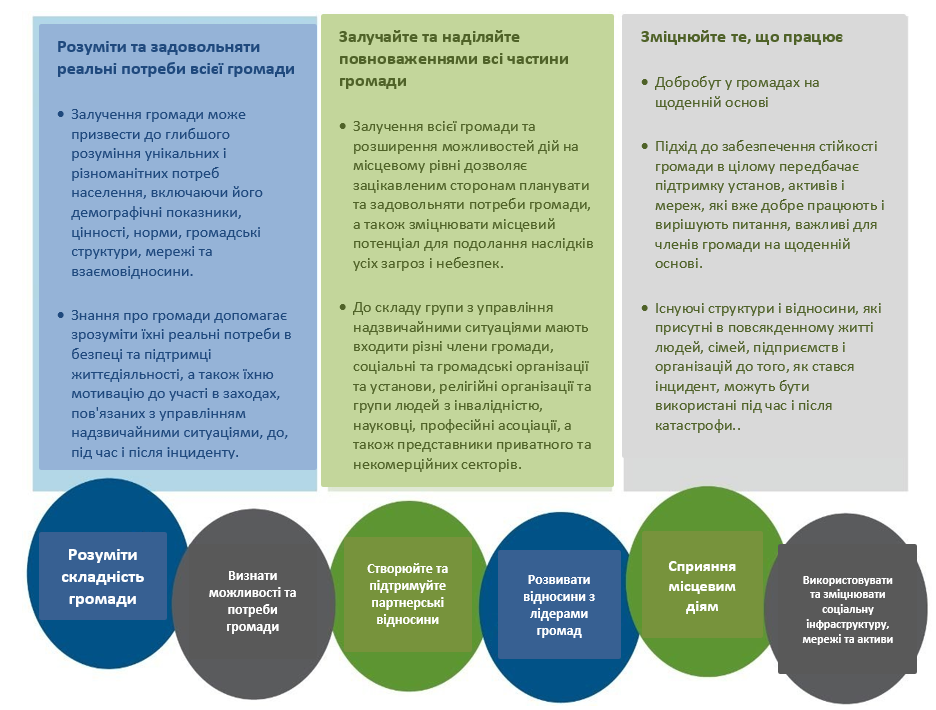 Розуміти та задовольняти
реальні потреби всієї громади
• Залучення громади може
призвести до глибшого
розуміння унікальних і
різноманітних потреб
населення, включаючи його
демографічні показники,
цінності, норми, громадські
структури, мережі та
взаємовідносини.
• Знання про громади допомагає
зрозуміти їхні реальні потреби в
безпеці та підтримці
життєдіяльності, а також їхню
мотивацію до участі в заходах,
пов'язаних з управлінням
надзвичайними ситуаціями, до,
під час і після інциденту.
Залучайте та наділяйте
повноваженнями всі частини
громади
• Залучення всієї громади та
розширення можливостей дій на
місцевому рівні дозволяє
зацікавленим сторонам планувати
та задовольняти потреби громади,
а також зміцнювати місцевий
потенціал для подолання наслідків
усіх загроз і небезпек.
• До складу групи з управління
надзвичайними ситуаціями мають
входити різні члени громади,
соціальні та громадські організації
та установи, релігійні організації та
групи людей з інвалідністю,
науковці, професійні асоціації, а
також представники приватного та
некомерційних секторів.
Зміцнюйте те, що працює
• Добробут у громадах на
щоденній основі
• Підхід до забезпечення стійкості
громади в цілому передбачає
підтримку установ, активів і
мереж, які вже добре працюють і
вирішують питання, важливі для
членів громади на щоденній
основі.
• Існуючі структури і відносини, які
присутні в повсякденному житті
людей, сімей, підприємств і
організацій до того, як стався
інцидент, можуть бути
використані під час і після
катастрофи..
Розуміти
складність
громади
Визнати
можливості та
потреби
громади
Створюйте та
підтримуйте
партнерські
відносини
Розвивати
відносини з
лідерами
громад
Сприяння
місцевим
діям
Використовувати
та зміцнювати
соціальну
інфраструктуру,
мережі та активи